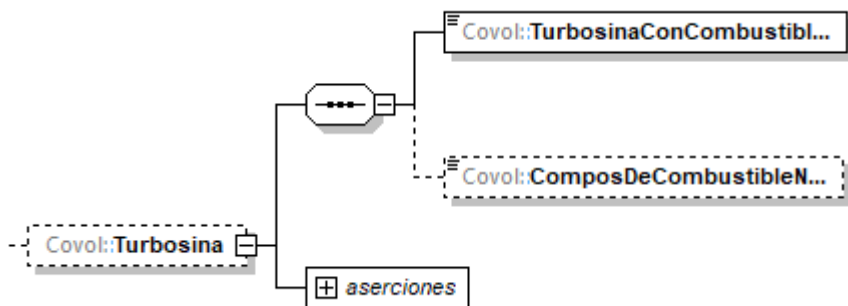 Covol::TurbosinaConCombustibl...
Covol::ComposDeCombustibleN...
Covol::Turbosina
aserciones